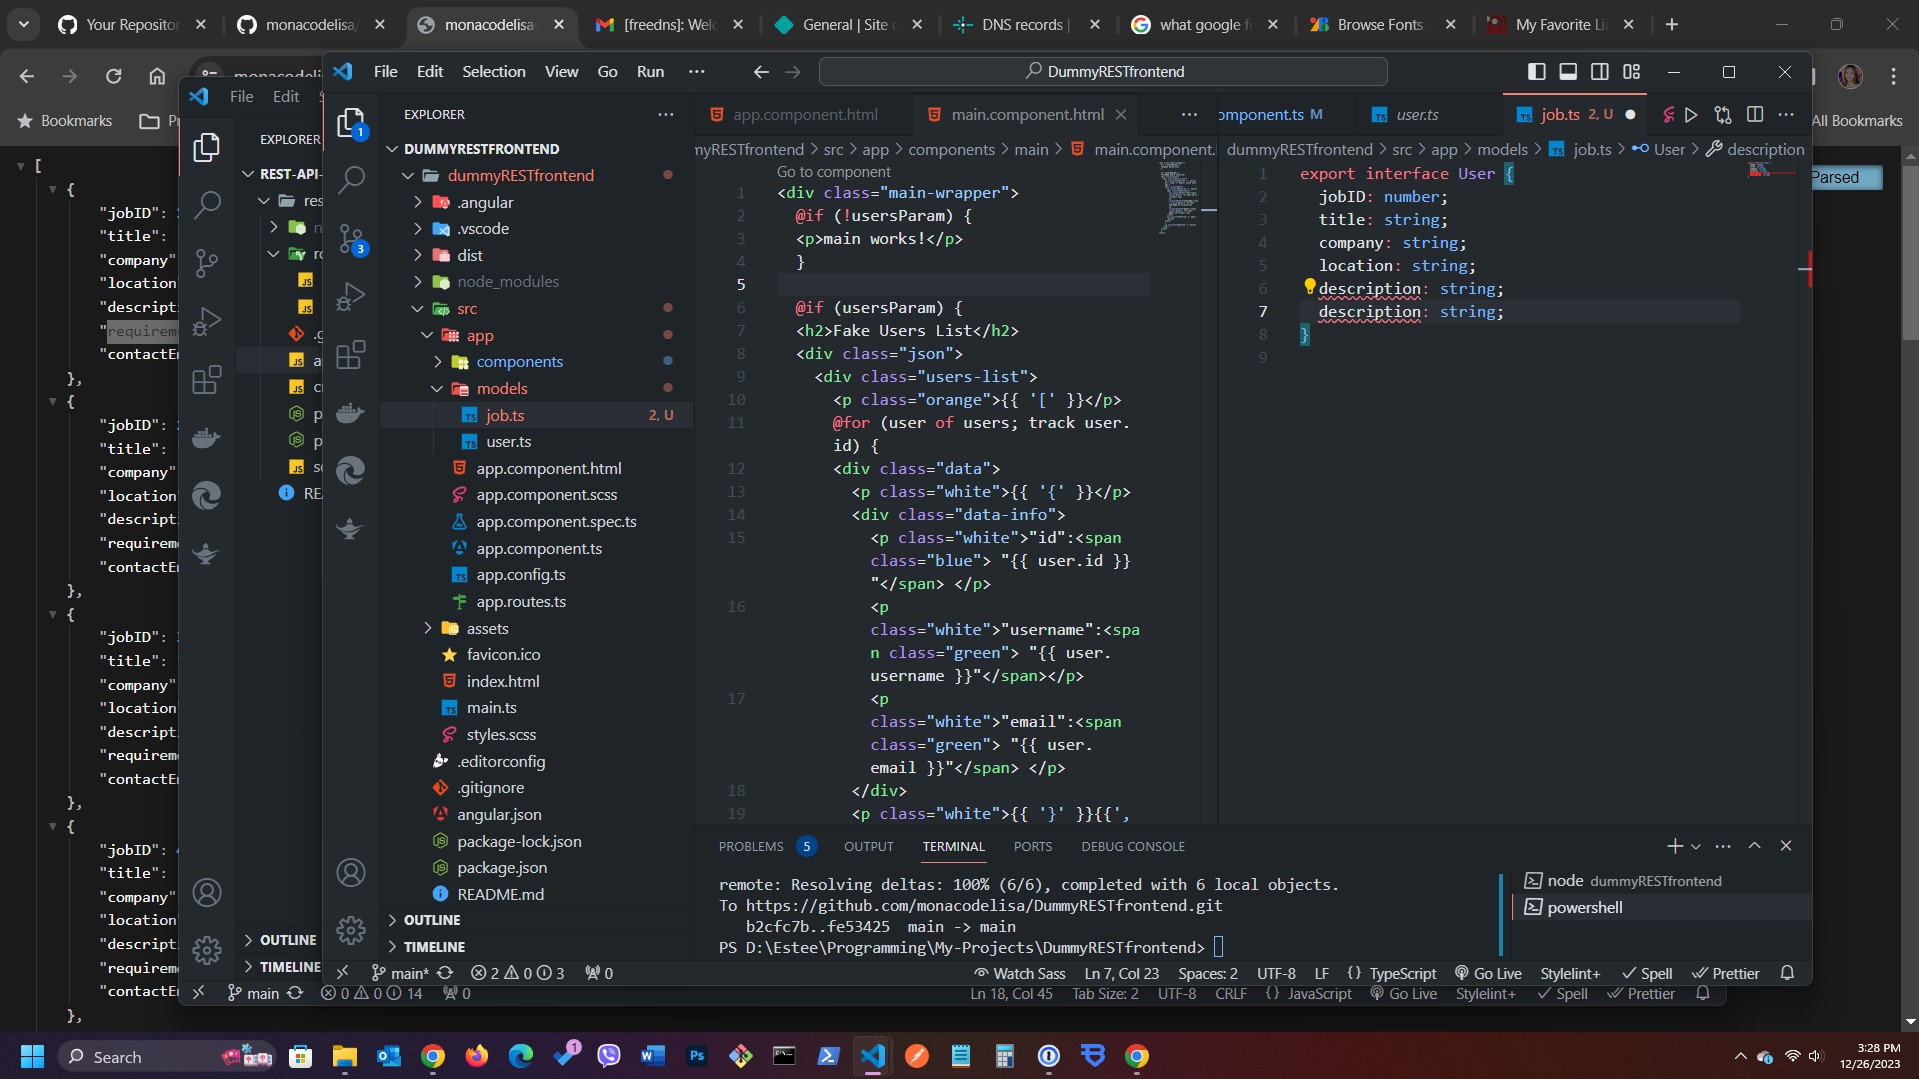 Your Repositor
monacodelisa/
monacodelisa-
[freedns]: Welc
General | Site c
DNS records |
what google f
Browse Fonts
My Favorite Li
Bookmarks
All Bookmarks
Parsed
[
{
"jobID":
"title":
"company"
"location"
"descripti
"requireme
"contactEm
},
{
"jobID":
"title":
"company"
"location"
"descripti
"requirem
"contactEm
},
{
"jobID":
"title":
"company"
"location"
"descripti
"requirem
"contactEm
},
{
"jobID":
"title":
"company"
"location"
"descripti
"requirem
"contactEm
},
File Edit
EXPLORER
REST-API-
OUTLINE
TIMELINE
main 0 0 14 0 Ln 18, Col 45 Tab Size: 2 UTF-8 CRLF {} JavaScript Go Live Stylelint+ Spell Prettier
File Edit Selection View Go Run ··· DummyRESTfrontend
EXPLORER
DUMMYRESTFRONTEND
dummyRESTfrontend
.angular
.vscode
dist
node_modules
src
app
components
models
job.ts 2, U
user.ts
app.component.html
app.component.scss
app.component.spec.ts
app.component.ts
app.config.ts
app.routes.ts
assets
favicon.ico
index.html
main.ts
styles.scss
.editorconfig
.gitignore
angular.json
package-lock.json
package.json
README.md
OUTLINE
TIMELINE
app.component.html
main.component.html
myRESTfrontend > src > app > components > main > main.component.
Go to component
1 <div class="main-wrapper">
2 @if (!usersParam) {
3 <p>main works!</p>
4 }
5
6 @if (usersParam) {
7 <h2>Fake Users List</h2>
8 <div class="json">
9 <div class="users-list">
10 <p class="orange">{{ '[' }}</p>
11 @for (user of users; track user.
id) {
12 <div class="data">
13 <p class="white">{{ '{' }}</p>
14 <div class="data-info">
15 <p class="white">"id":<span
class="blue"> "{{ user.id }}
"</span> </p>
16 <p
class="white">"username":<spa
n class="green"> "{{ user.
username }}"</span></p>
17 <p
class="white">"email":<span
class="green"> "{{ user.
email }}"</span> </p>
18 </div>
19 <p class="white">{{ '}' }}{{',
omponent.ts M
user.ts
job.ts 2, U
dummyRESTfrontend > src > app > models > job.ts > User > description
1 export interface User {
2 jobID: number;
3 title: string;
4 company: string;
5 location: string;
6 description: string;
7 description: string;
8 }
9
PROBLEMS 5 OUTPUT TERMINAL PORTS DEBUG CONSOLE
remote: Resolving deltas: 100% (6/6), completed with 6 local objects.
To https://github.com/monacodelisa/DummyRESTfrontend.git
b2cfc7b..fe53425 main -> main
PS D:\Estee\Programming\My-Projects\DummyRESTfrontend>
node dummyRESTfrontend
powershell
main* 2 0 3 0 Watch Sass Ln 7, Col 23 Spaces: 2 UTF-8 LF {} TypeScript Go Live Stylelint+ Spell Prettier
Search
3:28 PM
12/26/2023